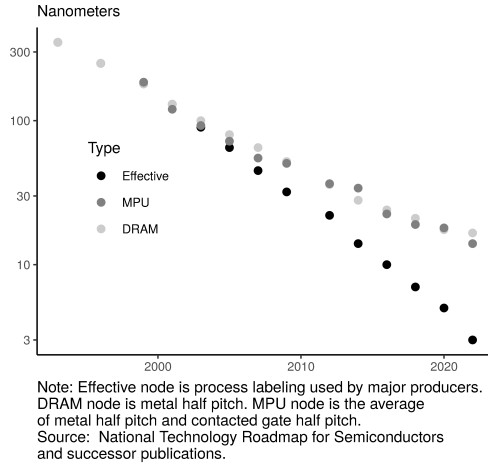 Nanometers
300
100
30
10
3
Type
Effective
MPU
DRAM
2000
2010
2020
Note: Effective node is process labeling used by major producers.
DRAM node is metal half pitch. MPU node is the average
of metal half pitch and contacted gate half pitch.
Source:  National Technology Roadmap for Semiconductors
and successor publications.